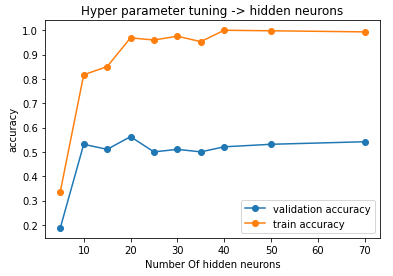 Hyper parameter tuning -> hidden neurons
accuracy
1.0
0.9
0.8
0.7
0.6
0.5
0.4
0.3
0.2
validation accuracy
train accuracy
10 20 30 40 50 60 70
Number Of hidden neurons